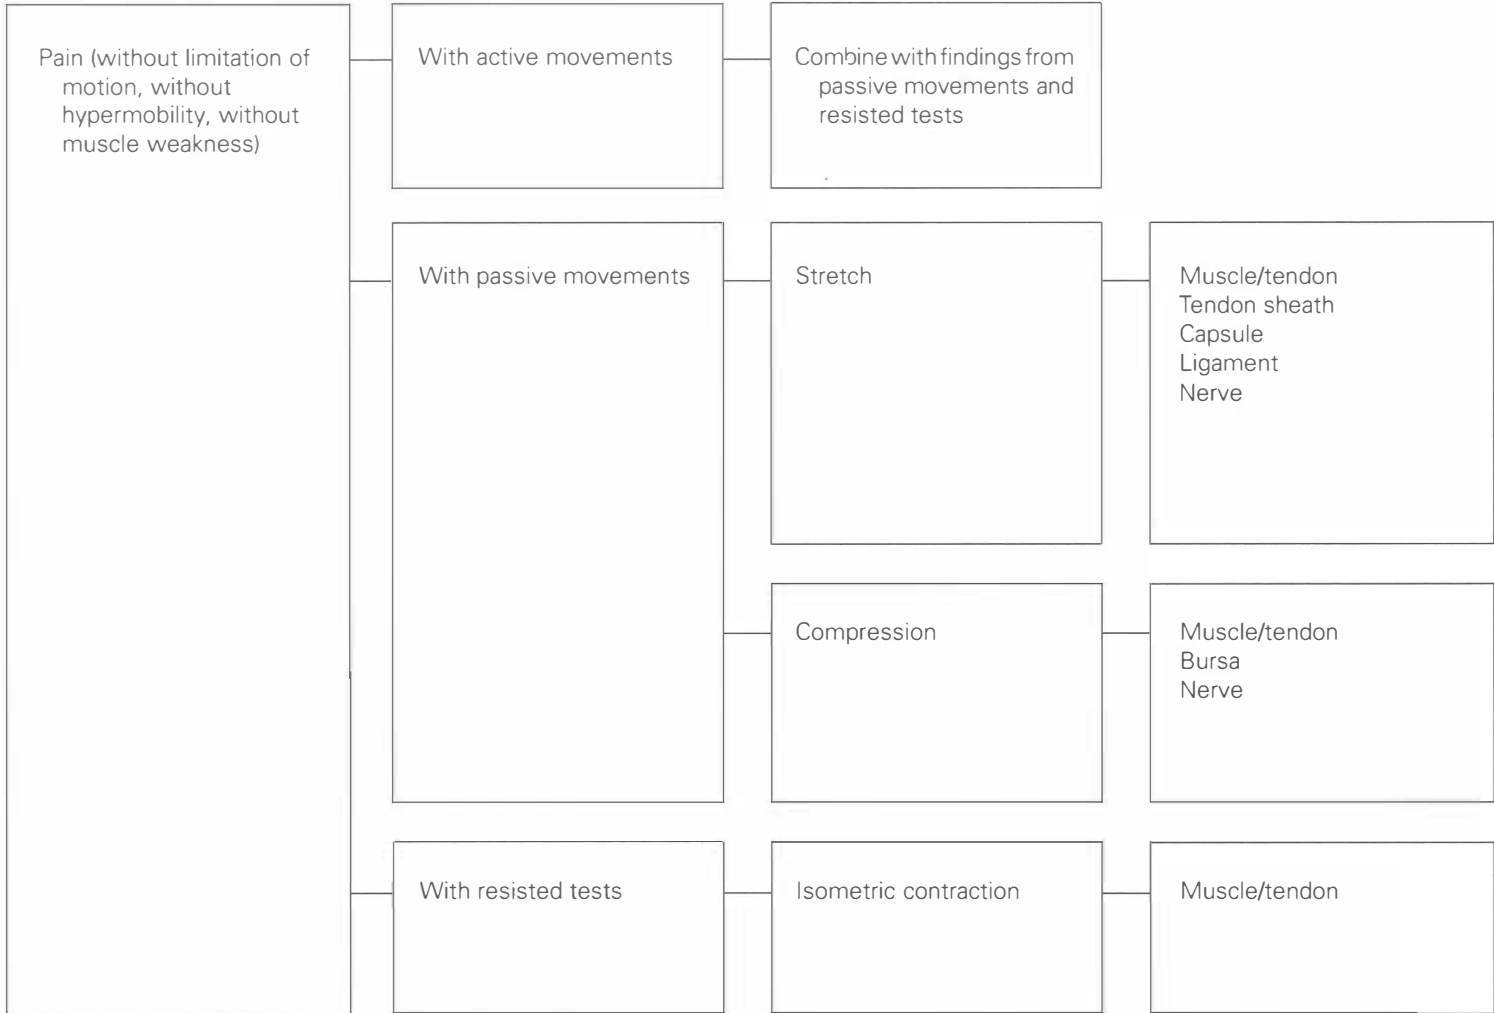 Pain (without limitation of
motion, without
hypermobility, without
muscle weakness)
With active movements
Combine with findings from
passive movements and
resisted tests
With passive movements
Stretch
Muscle/tendon
Tendon sheath
Capsule
Ligament
Nerve
Compression
Muscle/tendon
Bursa
Nerve
With resisted tests
Isometric contraction
Muscle/tendon